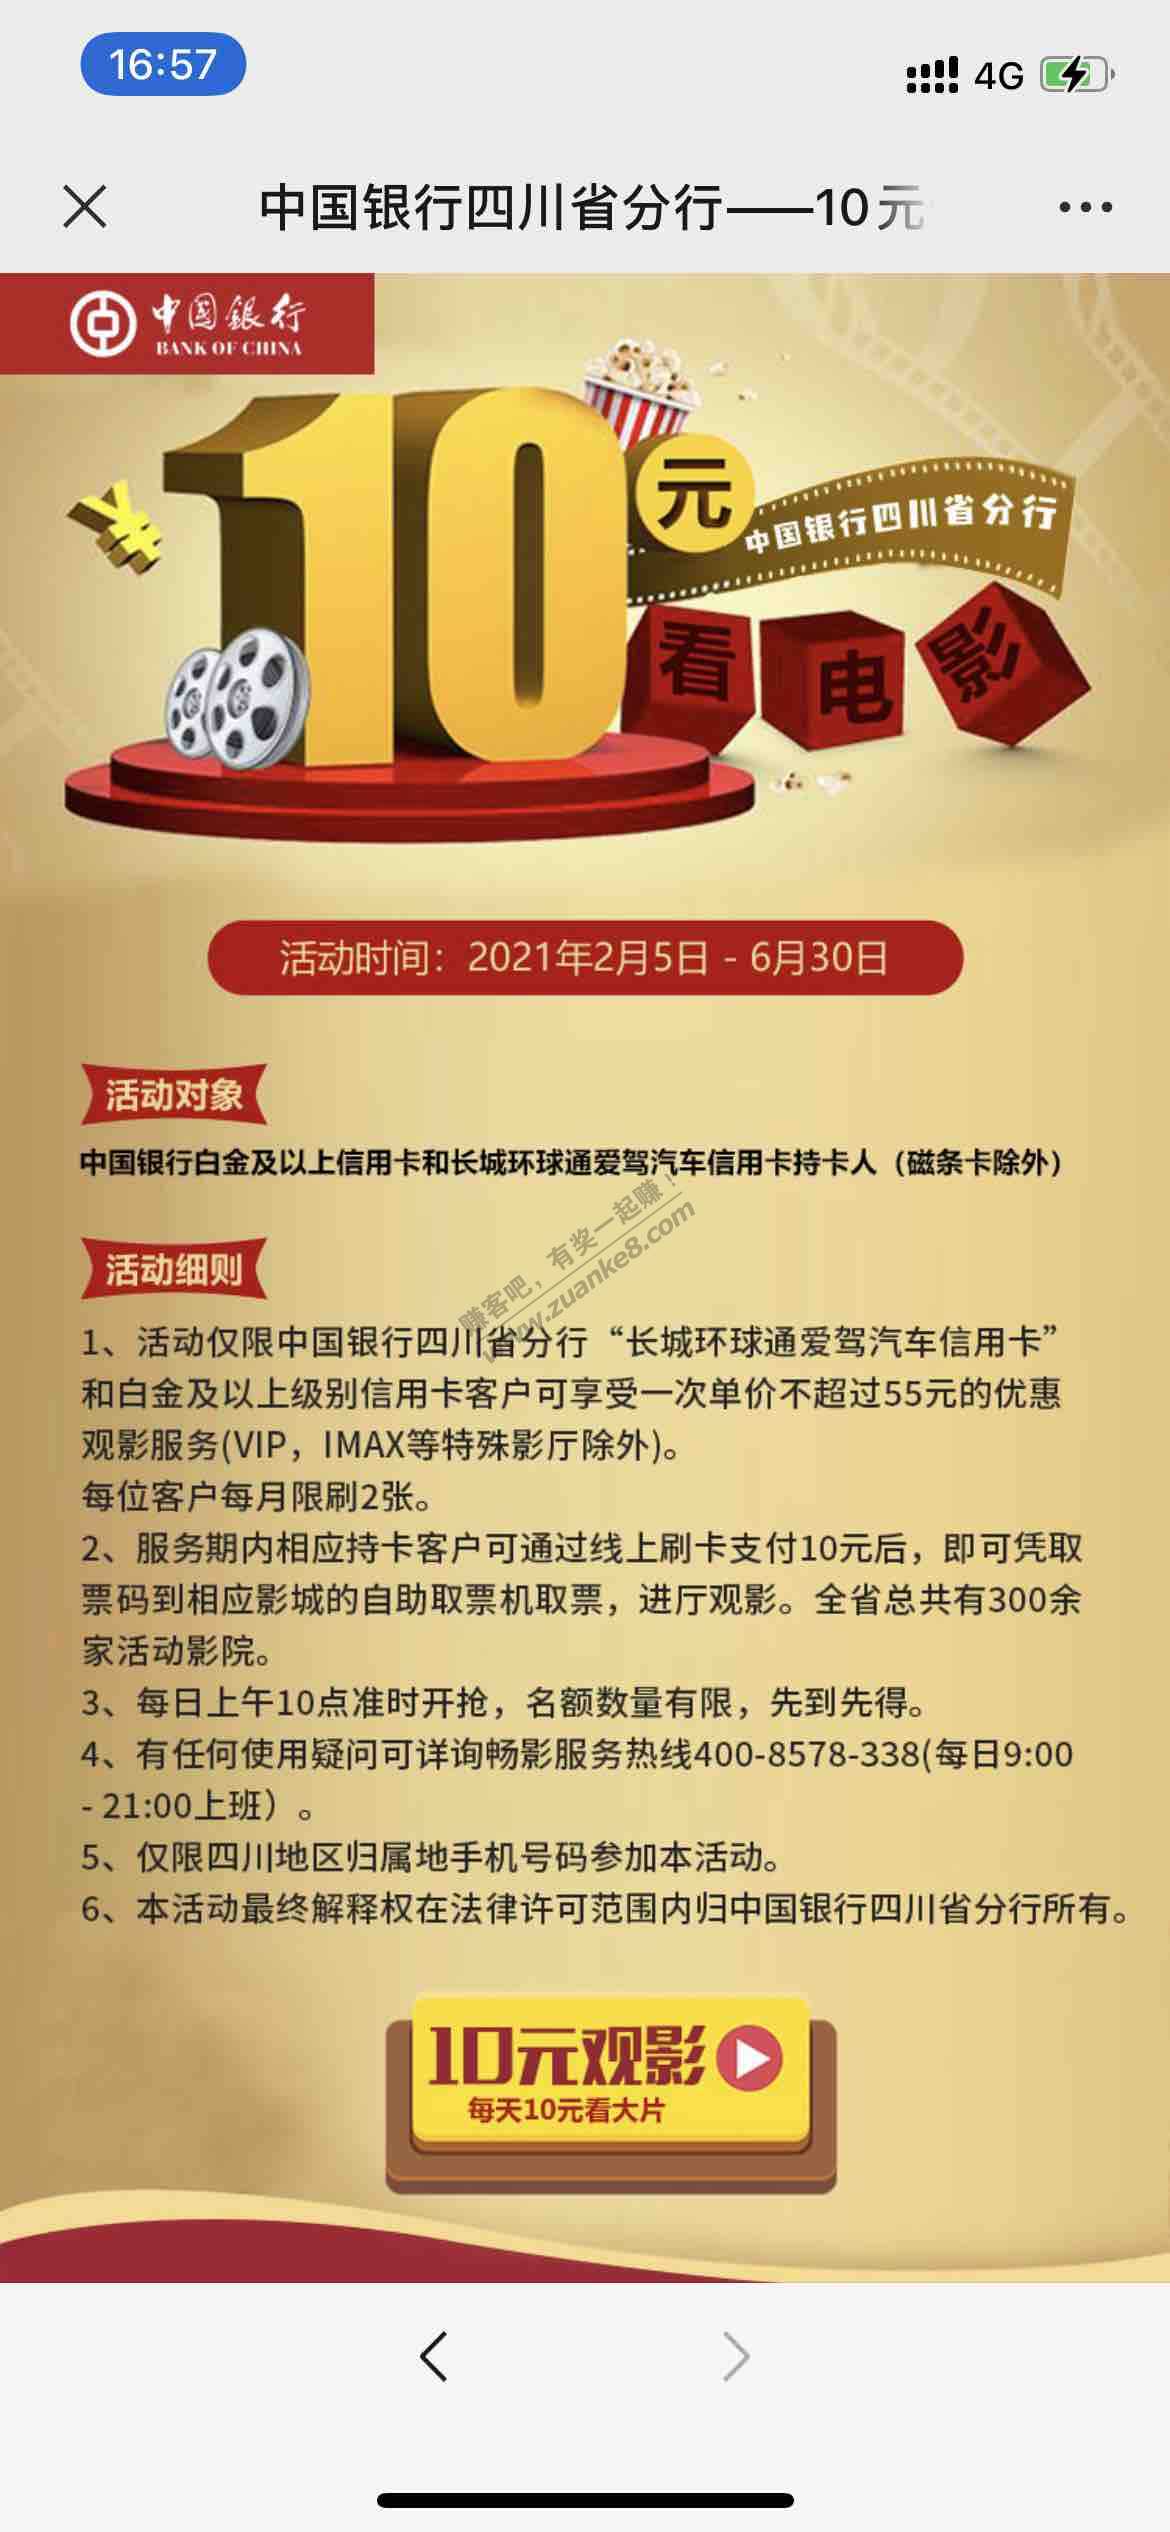 16:57
4G
中国银行四川省分行——10元
中国銀行
BANK OF CHINA
¥
10元
中国银行四川省分行
看电影
活动时间：2021年2月5日 - 6月30日
活动对象
中国银行白金及以上信用卡和长城环球通爱驾汽车信用卡持卡人（磁条卡除外）
赚客吧，有奖一起赚！
www.zuanke8.com
活动细则
1、活动仅限中国银行四川省分行“长城环球通爱驾汽车信用卡”
和白金及以上级别信用卡客户可享受一次单价不超过55元的优惠
观影服务(VIP，IMAX等特殊影厅除外)。
每位客户每月限刷2张。
2、服务期内相应持卡客户可通过线上刷卡支付10元后，即可凭取
票码到相应影城的自助取票机取票，进厅观影。全省总共有300余
家活动影院。
3、每日上午10点准时开抢，名额数量有限，先到先得。
4、有任何使用疑问可详询畅影服务热线400-8578-338(每日9:00
- 21:00上班）。
5、仅限四川地区归属地手机号码参加本活动。
6、本活动最终解释权在法律许可范围内归中国银行四川省分行所有。
10元观影
每天10元看大片